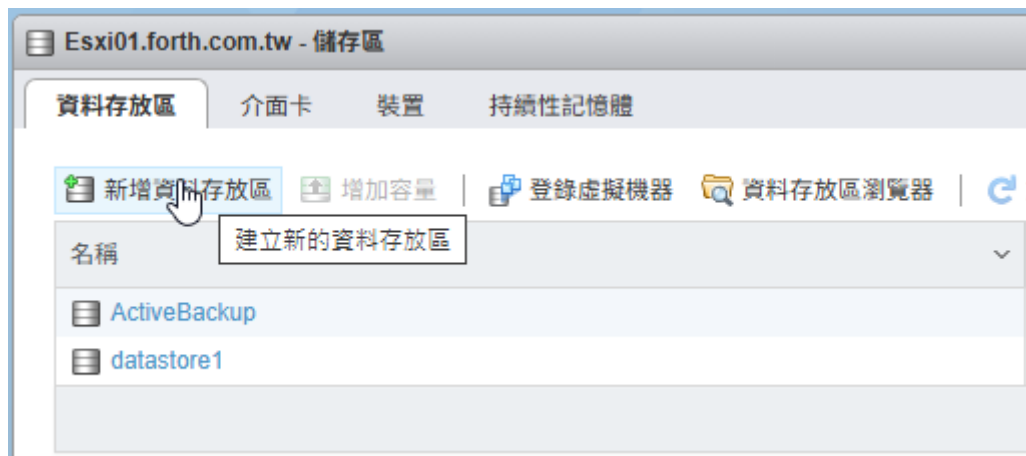 Esxi01.forth.com.tw - 儲存區
資料存放區 介面卡 裝置 持續性記憶體
新增資料存放區 增加容量 登錄虛擬機器 資料存放區瀏覽器
建立新的資料存放區
名稱
ActiveBackup
datastore1